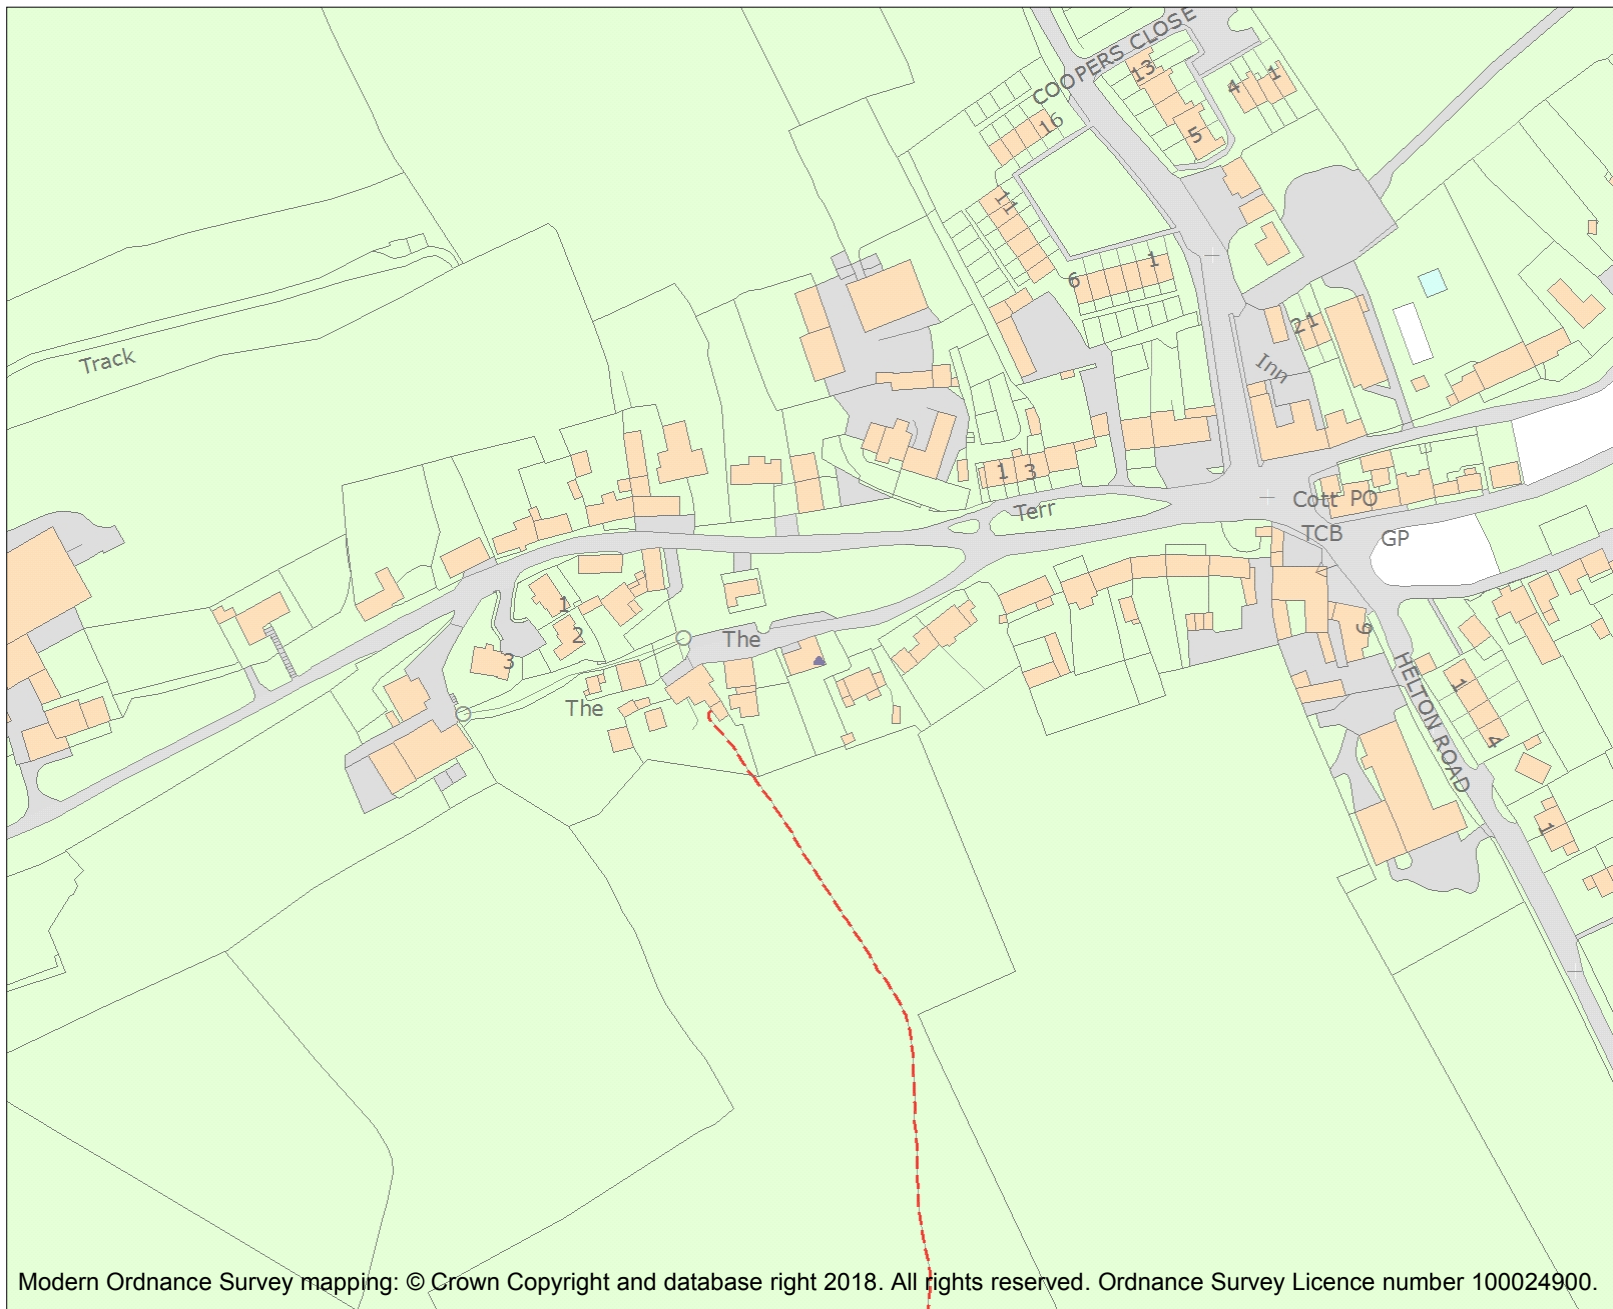 COOPERS CLOSE
13
4
1
16
5
11
6
1
21
Inn
Track
1
3
Terr
Cott PO
TCB
GP
1
2
3
The
The
9
HELTON ROAD
1
4
1
Modern Ordnance Survey mapping: © Crown Copyright and database right 2018. All rights reserved. Ordnance Survey Licence number 100024900.